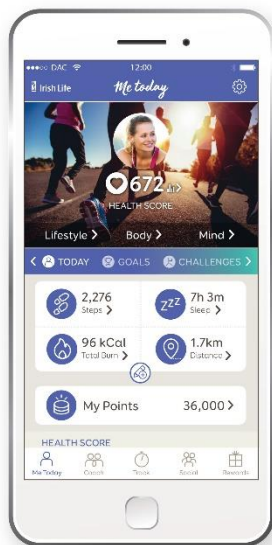 DAC 12:00
Irish Life Me today
672
HEALTH SCORE
Lifestyle > Body > Mind >
< TODAY GOALS CHALLENGES >
2,276
Steps >
7h 3m
Sleep >
96 kCal
Total Burn >
1.7km
Distance >
My Points 36,000 >
HEALTH SCORE
Me Today Coach Track Social Rewards